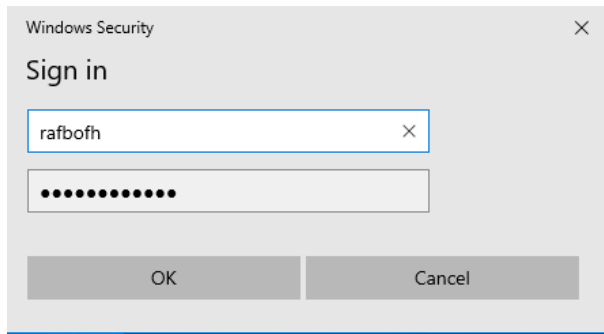 Windows Security
Sign in
rafbofh
●●●●●●●●●●●●
OK
Cancel